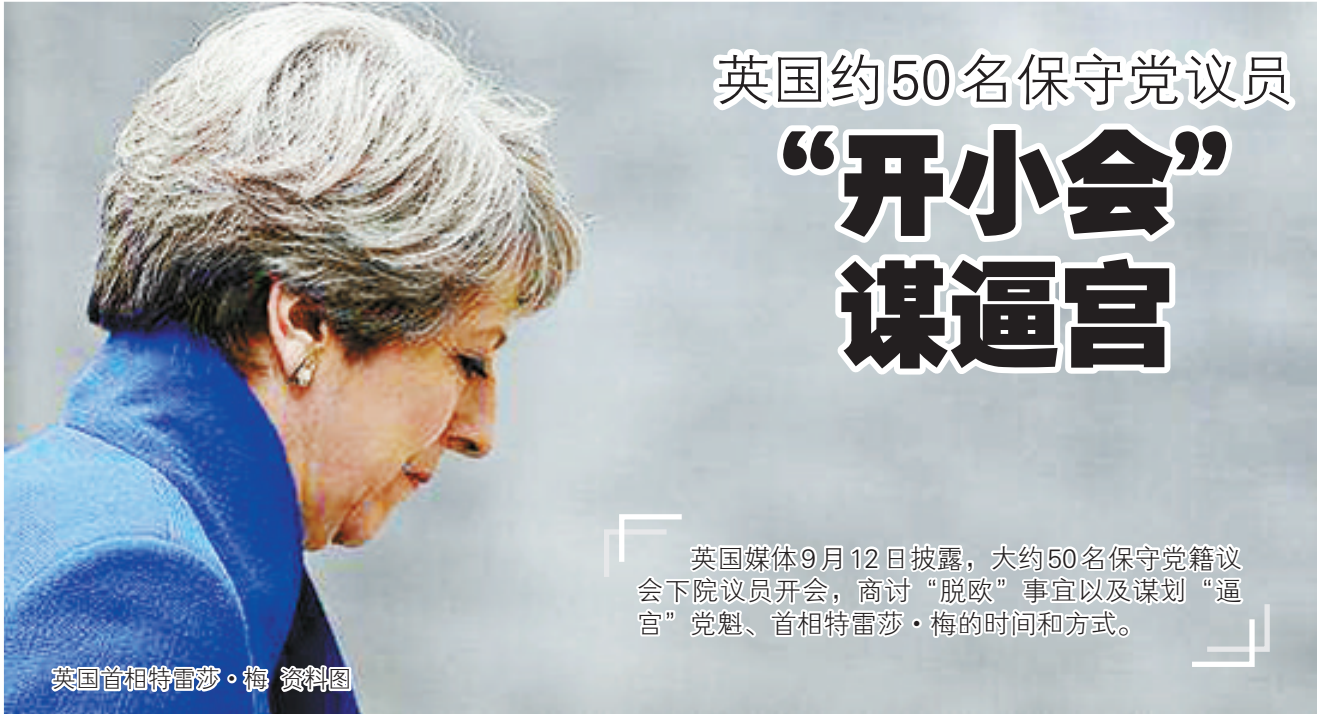 英国约50名保守党议员
“开小会”
谋逼宫
英国媒体9月12日披露，大约50名保守党籍议
会下院议员开会，商讨“脱欧”事宜以及谋划“逼
宫”党魁、首相特雷莎·梅的时间和方式。
英国首相特雷莎·梅 资料图